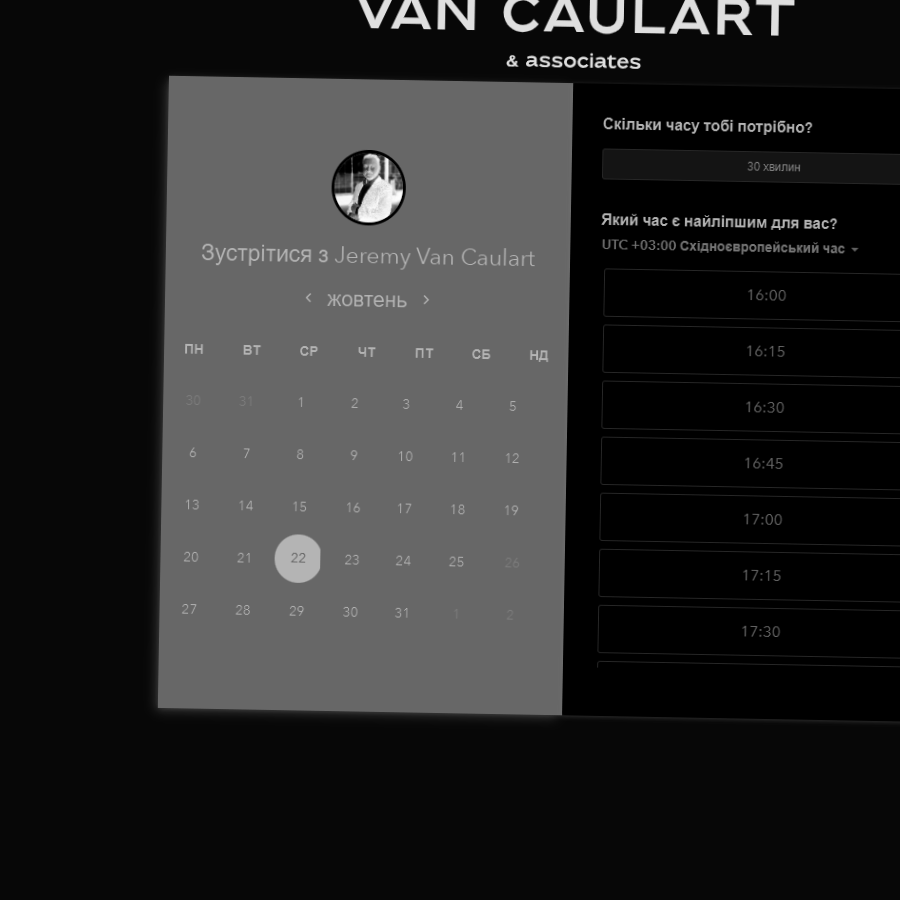 VAN CAULART
& associates
Зустрітися з Jeremy Van Caulart
жовтень
ПН ВТ СР ЧТ ПТ СБ НД
30 31 1 2 3 4 5
6 7 8 9 10 11 12
13 14 15 16 17 18 19
20 21 22 23 24 25 26
27 28 29 30 31 1 2
Скільки часу тобі потрібно?
30 хвилин
Який час є найліпшим для вас?
UTC +03:00 Східноєвропейський час
16:00
16:15
16:30
16:45
17:00
17:15
17:30